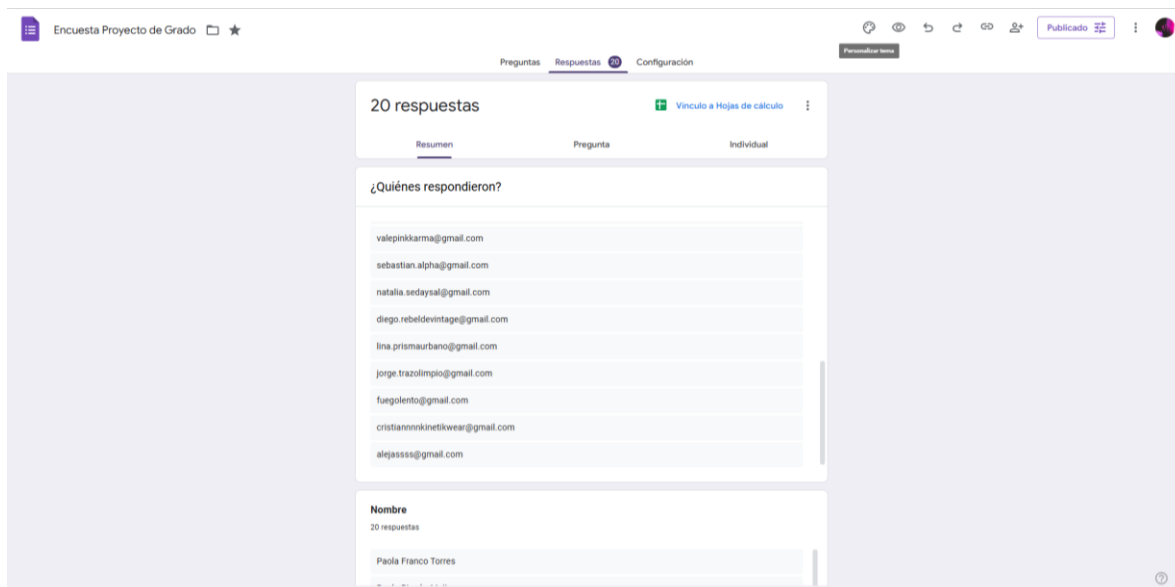 Encuesta Proyecto de Grado
Publicado
Personalizar tema
Preguntas Respuestas 20 Configuración
20 respuestas
Vínculo a Hojas de cálculo
Resumen Pregunta Individual
¿Quiénes respondieron?
valepinkkarma@gmail.com
sebastian.alpha@gmail.com
natalia.sedaysal@gmail.com
diego.rebeldevintage@gmail.com
lina.prismaurbano@gmail.com
jorge.trazolimpio@gmail.com
fuegolento@gmail.com
cristiannnnkinetikwear@gmail.com
alejassss@gmail.com
Nombre
20 respuestas
Paola Franco Torres